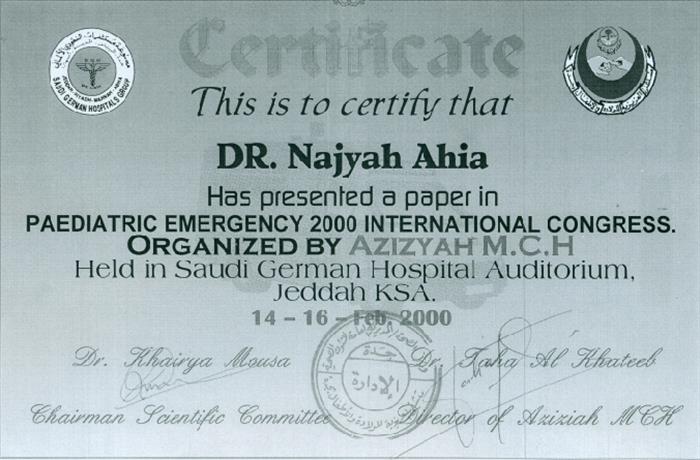 Certificate
SAUDI GERMAN HOSPITALS GROUP
This is to certify that
DR. Najyah Ahia
Has presented a paper in
PAEDIATRIC EMERGENCY 2000 INTERNATIONAL CONGRESS.
ORGANIZED BY AZIZYAH M.C.H
Held in Saudi German Hospital Auditorium,
Jeddah KSA.
14 – 16 – Feb. 2000
Dr. Khairya Mousa Dr. Taha Al Khateeb
جدة
الإدارة
Chairman Scientific Committee Director of Aziziah MCH